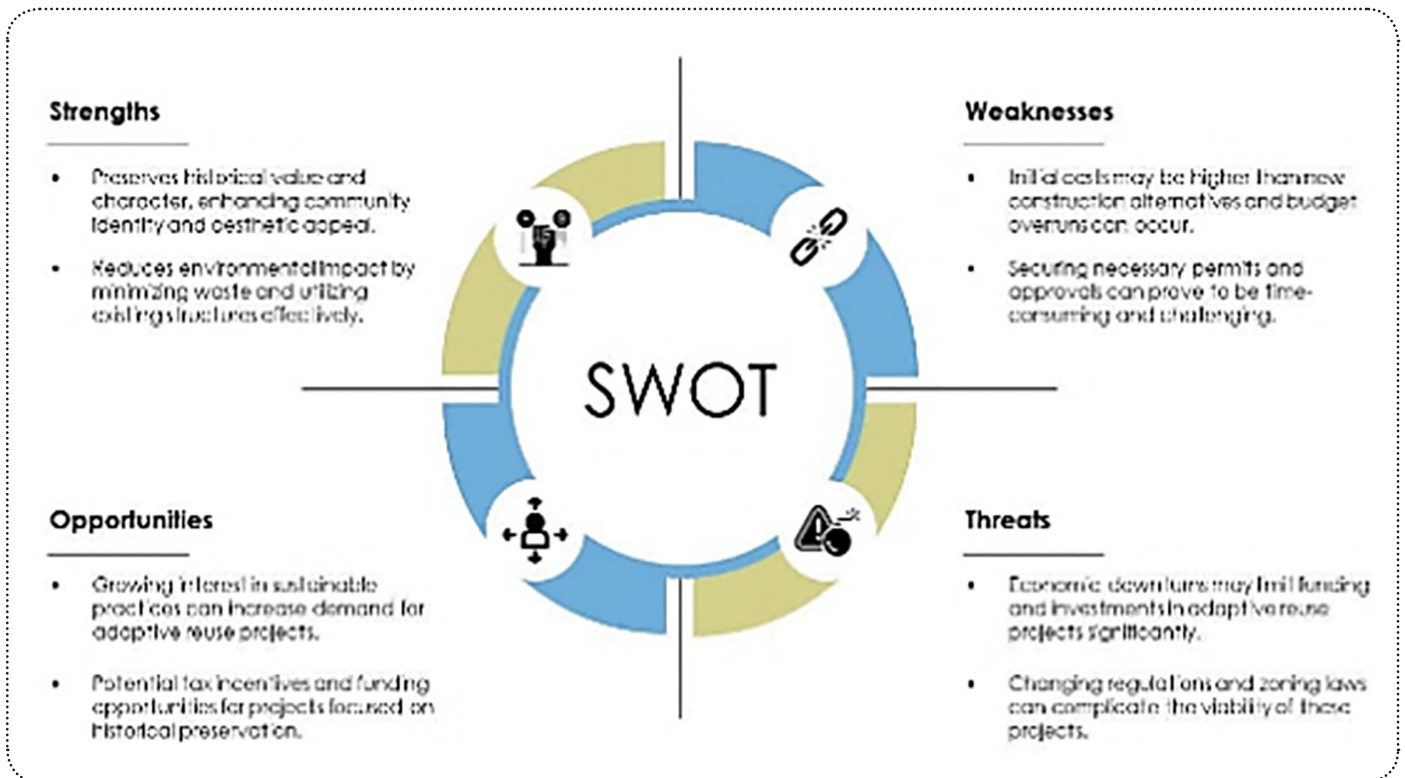 Strengths
• Preserves historical value and
character, enhancing community
identity and aesthetic appeal.
• Reduces environmental impact by
minimizing waste and utilizing
existing structures effectively.
Weaknesses
• Initial costs may be higher than new
construction alternatives and budget
overruns can occur.
• Securing necessary permits and
approvals can prove to be time-
consuming and challenging.
SWOT
Opportunities
• Growing interest in sustainable
practices can increase demand for
adaptive reuse projects.
• Potential tax incentives and funding
opportunities for projects focused on
historical preservation.
Threats
• Economic downturns may limit funding
and investments in adaptive reuse
projects significantly.
• Changing regulations and zoning laws
can complicate the viability of these
projects.